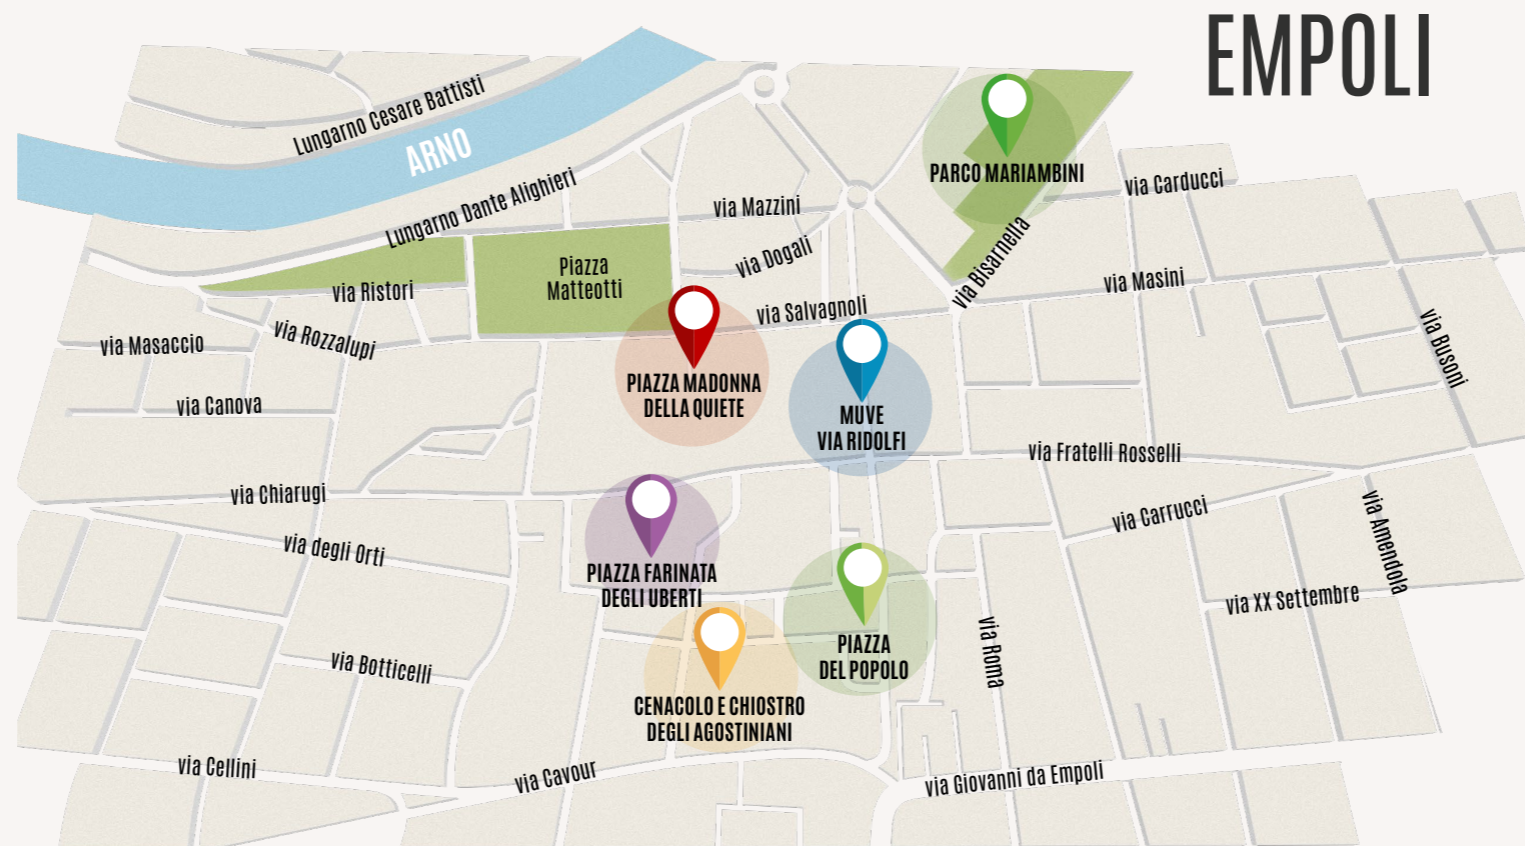 EMPOLI
Lungarno Cesare Battisti
ARNO
PARCO MARIAMBINI
via Carducci
Lungarno Dante Alighieri
via Mazzini
via Dogali
via Bisarnella
Piazza
Matteotti
via Ristori
via Masini
via Salvagnoli
via Rozzalupi
via Masaccio
via Busoni
PIAZZA MADONNA
DELLA QUIETE
via Canova
MUVE
VIA RIDOLFI
via Fratelli Rosselli
via Chiarugi
via Carrucci
via Amendola
via degli Orti
PIAZZA FARINATA
DEGLI UBERTI
via XX Settembre
PIAZZA
DEL POPOLO
via Roma
via Botticelli
CENACOLO E CHIOSTRO
DEGLI AGOSTINIANI
via Cellini
via Cavour
via Giovanni da Empoli